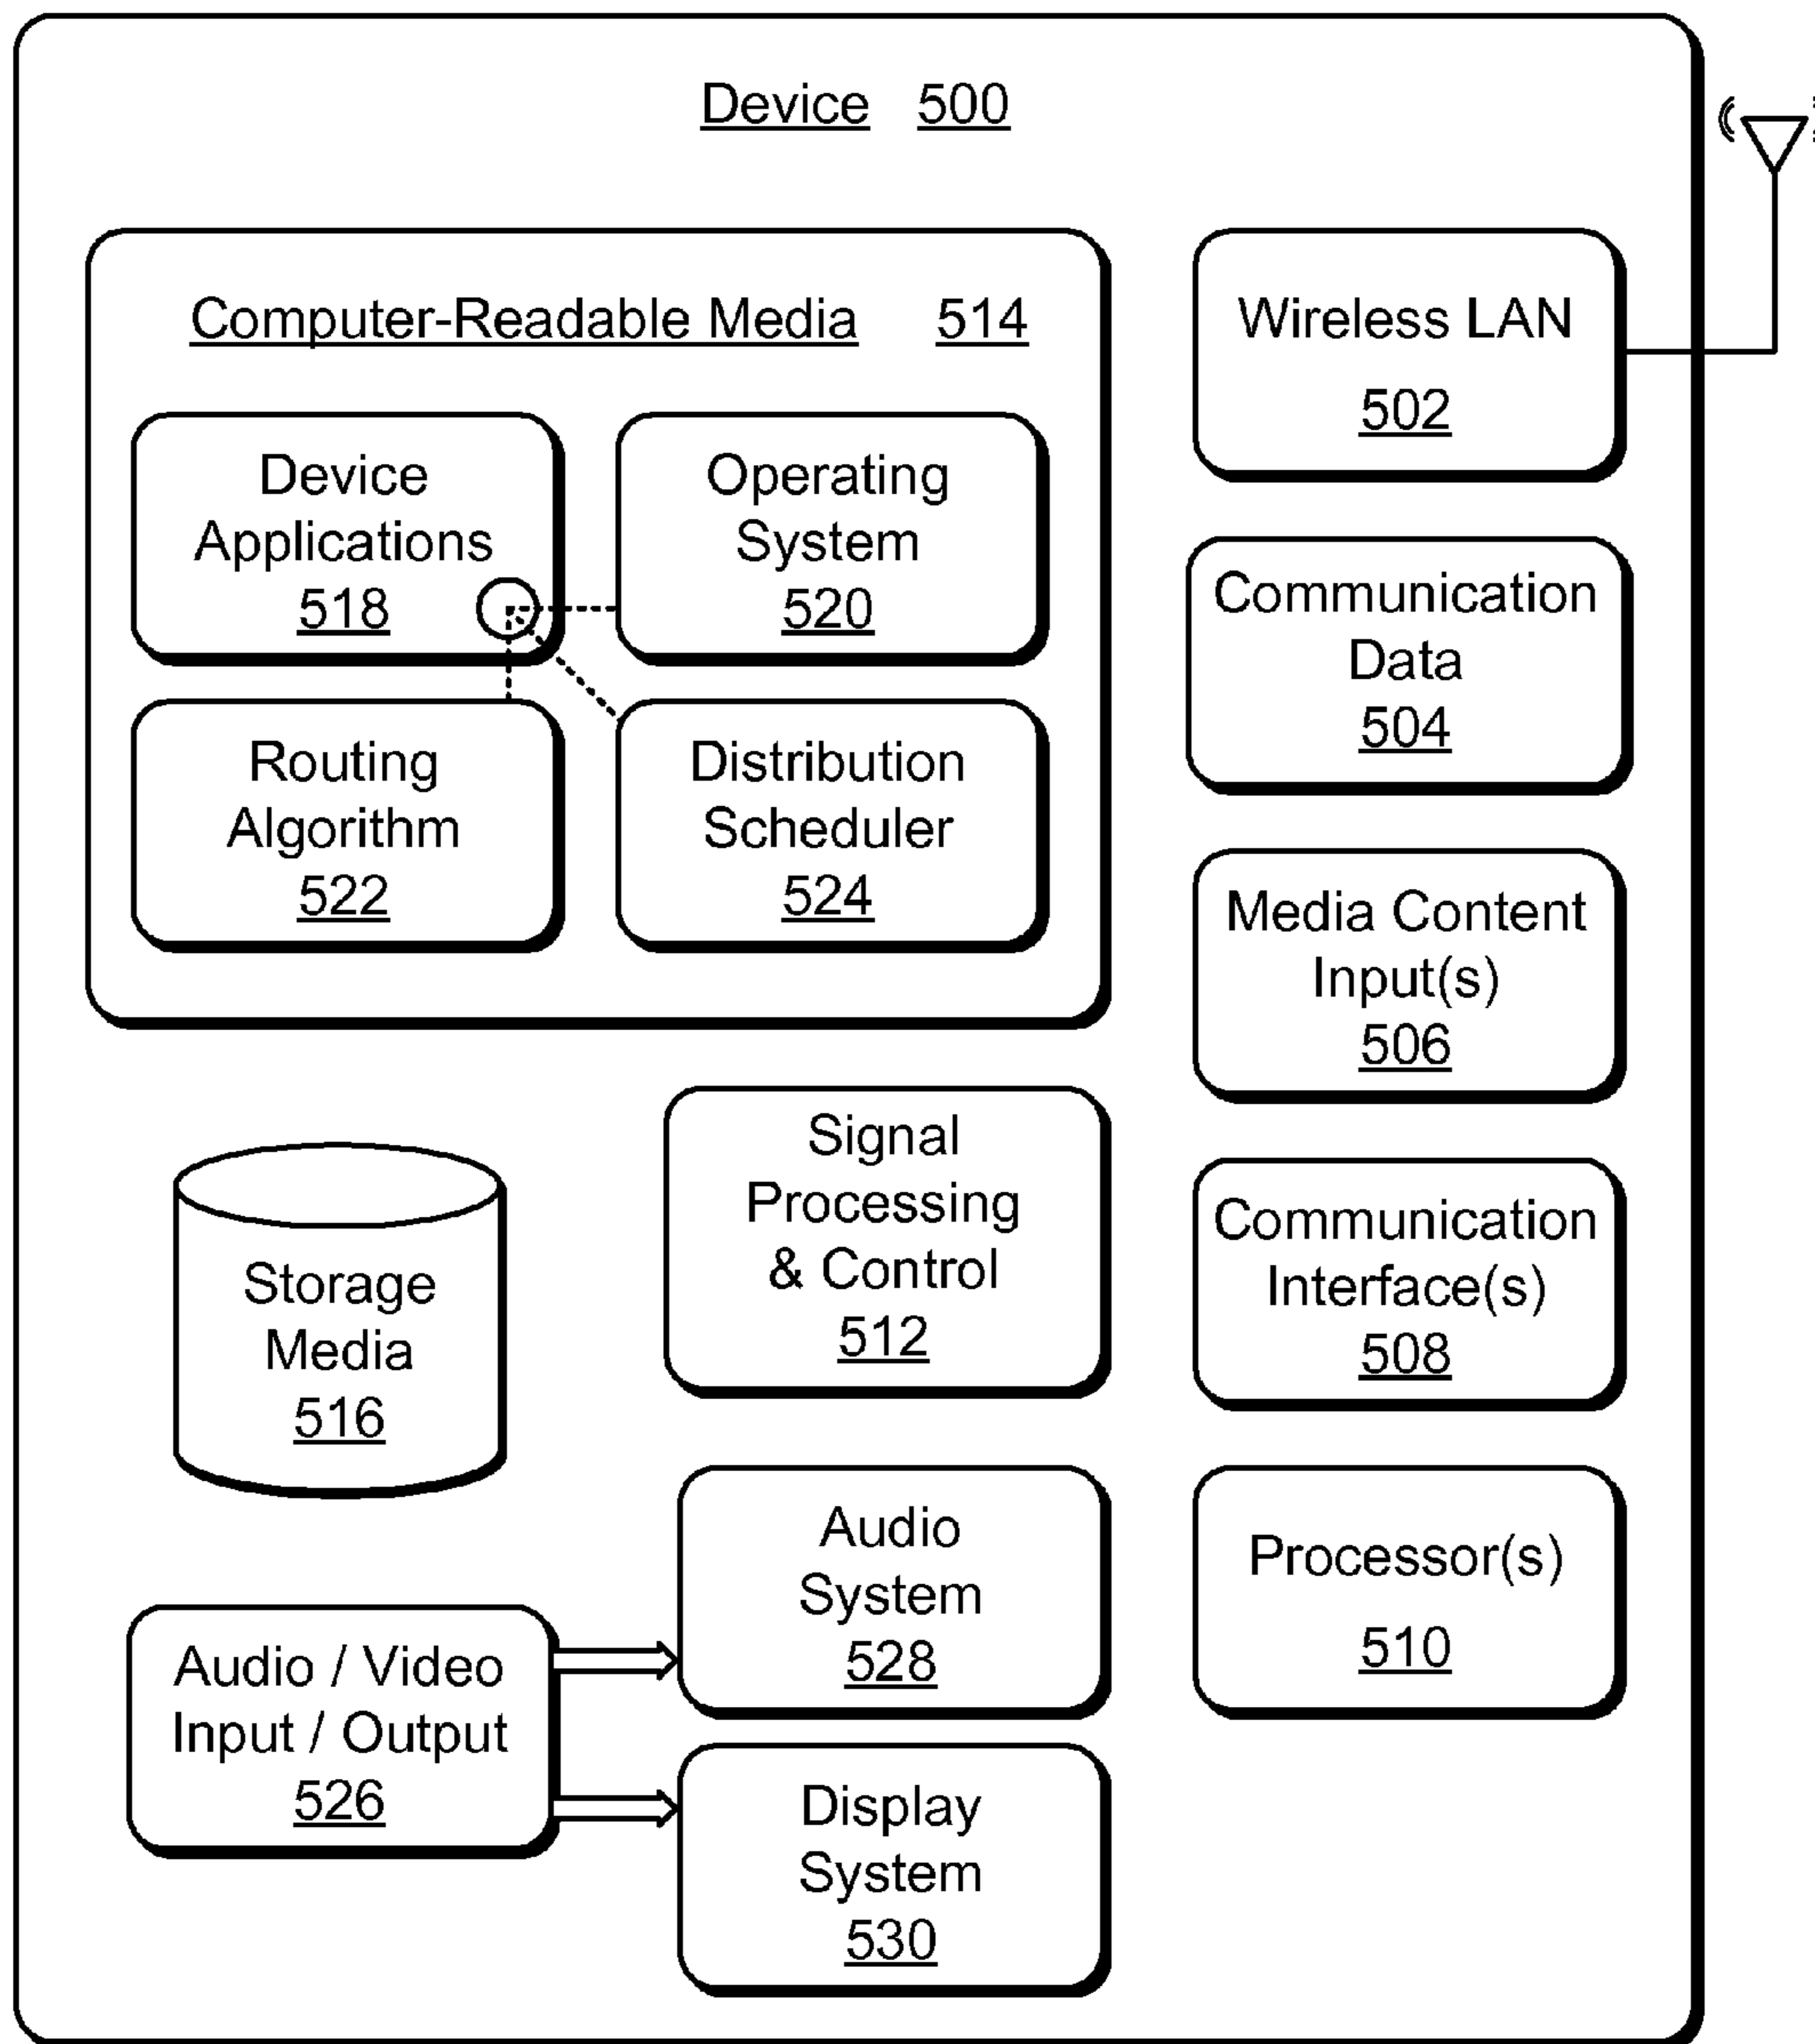 Device 500
Computer-Readable Media 514
Device
Applications
518
Operating
System
520
Routing
Algorithm
522
Distribution
Scheduler
524
Wireless LAN
502
Communication
Data
504
Media Content
Input(s)
506
Communication
Interface(s)
508
Processor(s)
510
Signal
Processing
& Control
512
Storage
Media
516
Audio / Video
Input / Output
526
Audio
System
528
Display
System
530